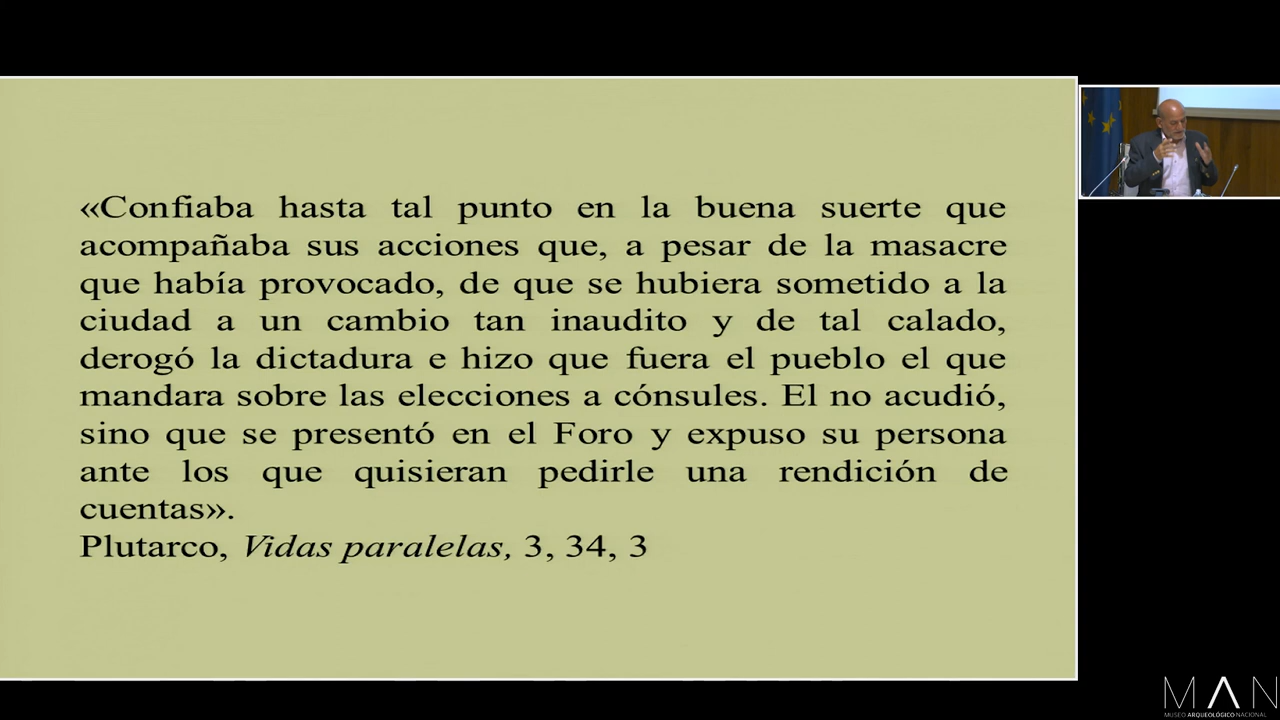 «Confiaba hasta tal punto en la buena suerte que
acompañaba sus acciones que, a pesar de la masacre
que había provocado, de que se hubiera sometido a la
ciudad a un cambio tan inaudito y de tal calado,
derogó la dictadura e hizo que fuera el pueblo el que
mandara sobre las elecciones a cónsules. El no acudió,
sino que se presentó en el Foro y expuso su persona
ante los que quisieran pedirle una rendición de
cuentas».
Plutarco, Vidas paralelas, 3, 34, 3
MAN
MUSEO ARQUEOLÓGICO NACIONAL